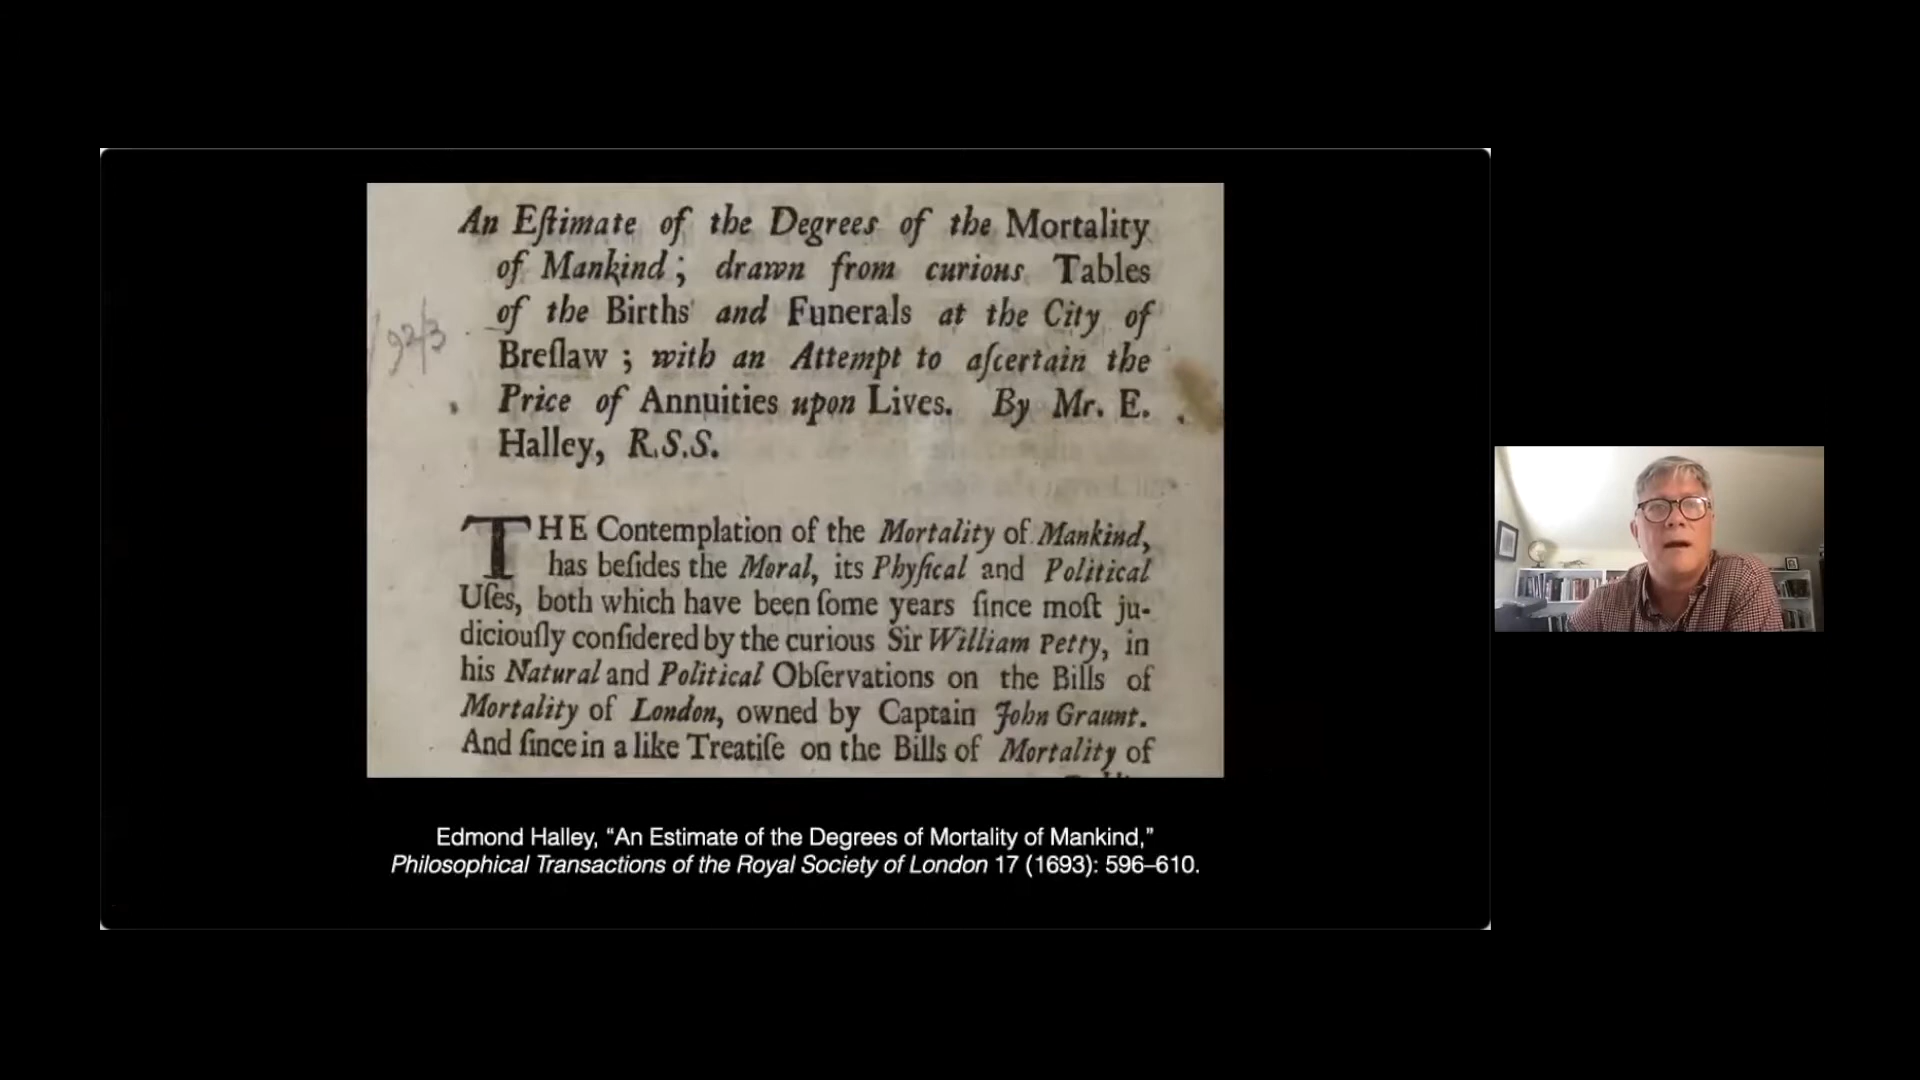 An Eſtimate of the Degrees of the Mortality
of Mankind; drawn from curious Tables
of the Births and Funerals at the City of
Breſlaw; with an Attempt to aſcertain the
Price of Annuities upon Lives. By Mr. E.
Halley, R.S.S.
92/3
THE Contemplation of the Mortality of Mankind,
has beſides the Moral, its Phyſical and Political
Uſes, both which have been ſome years ſince moſt ju-
diciouſly conſidered by the curious Sir William Petty, in
his Natural and Political Obſervations on the Bills of
Mortality of London, owned by Captain John Graunt.
And ſince in a like Treatiſe on the Bills of Mortality of
Edmond Halley, “An Estimate of the Degrees of Mortality of Mankind,”
Philosophical Transactions of the Royal Society of London 17 (1693): 596–610.